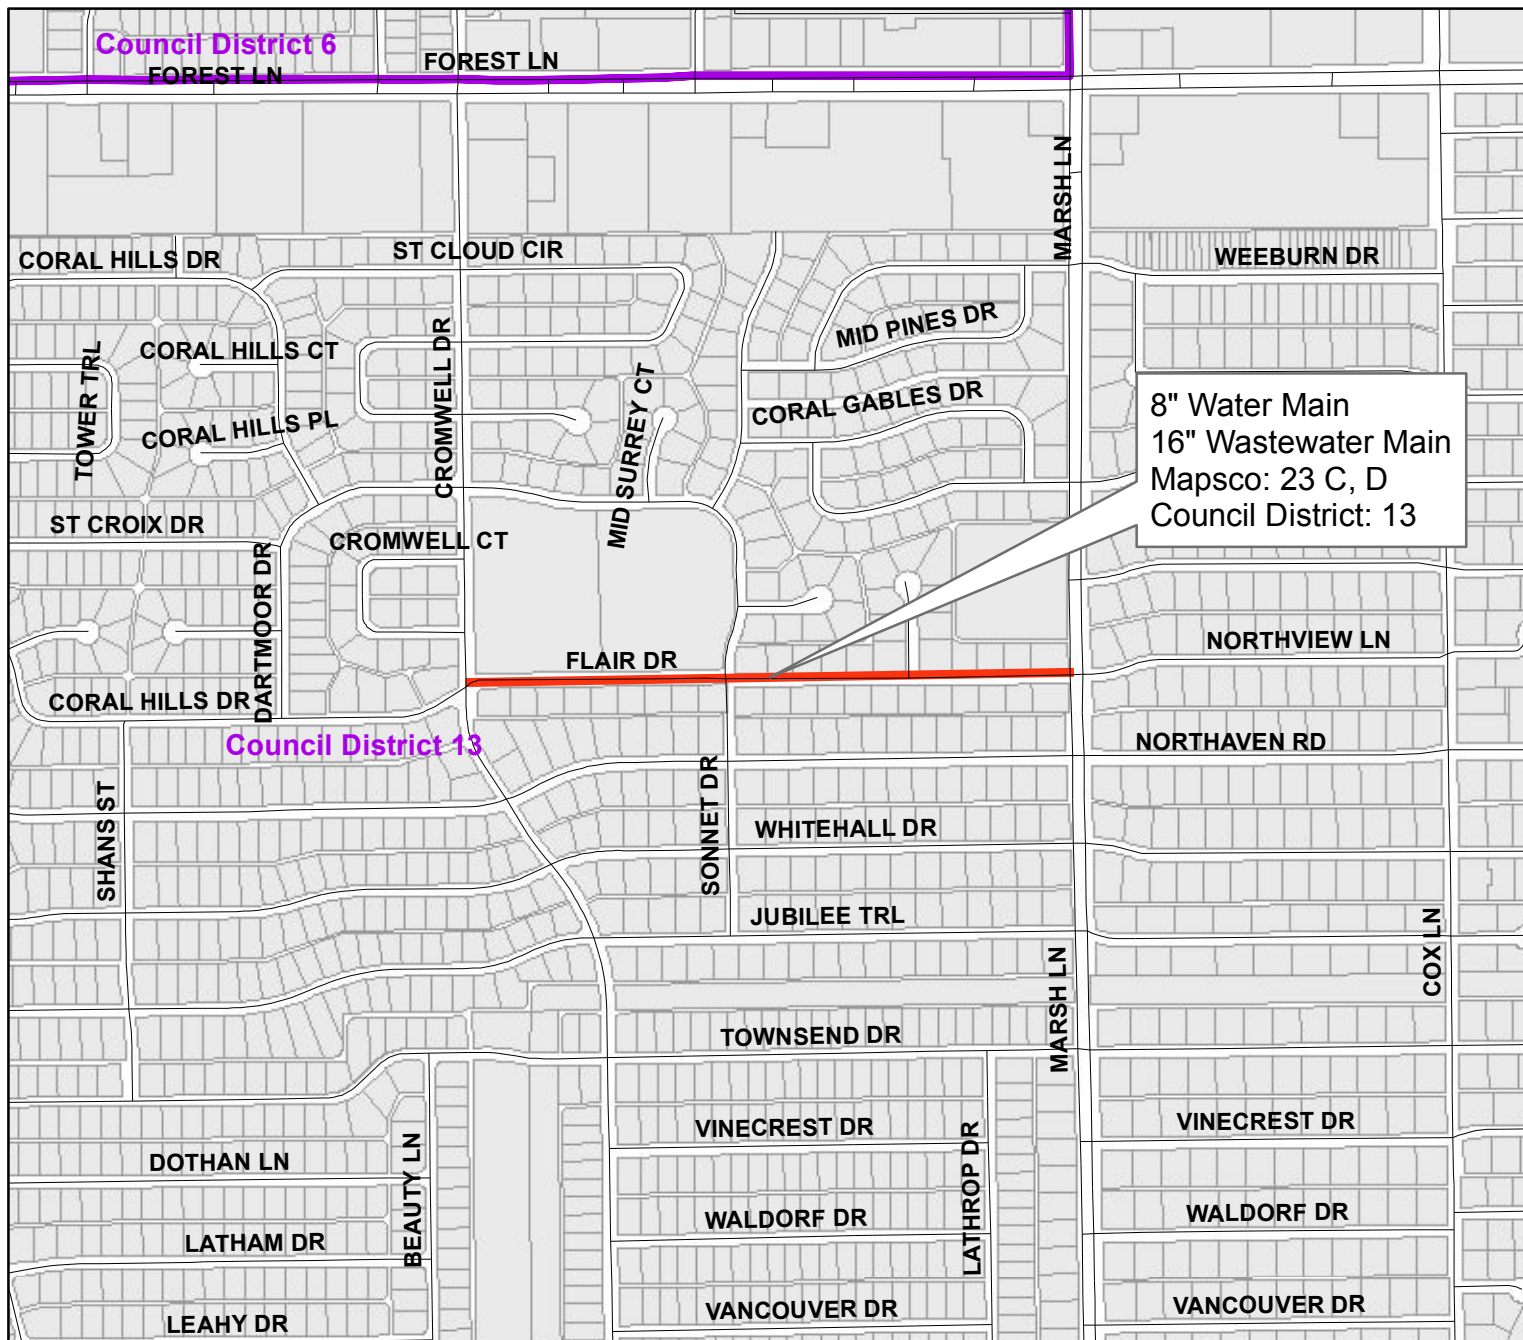 Council District 6
FOREST LN
FOREST LN
MARSH LN
CORAL HILLS DR
ST CLOUD CIR
WEEBURN DR
MID PINES DR
CORAL HILLS CT
TOWER TRL
CROMWELL DR
MID SURREY CT
CORAL GABLES DR
CORAL HILLS PL
8" Water Main
16" Wastewater Main
Mapsco: 23 C, D
Council District: 13
ST CROIX DR
CROMWELL CT
DARTMOOR DR
FLAIR DR
NORTHVIEW LN
CORAL HILLS DR
Council District 13
NORTHAVEN RD
SHANS ST
SONNET DR
WHITEHALL DR
JUBILEE TRL
COX LN
MARSH LN
TOWNSEND DR
VINECREST DR
VINECREST DR
DOTHAN LN
BEAUTY LN
LATHROP DR
WALDORF DR
WALDORF DR
LATHAM DR
VANCOUVER DR
VANCOUVER DR
LEAHY DR